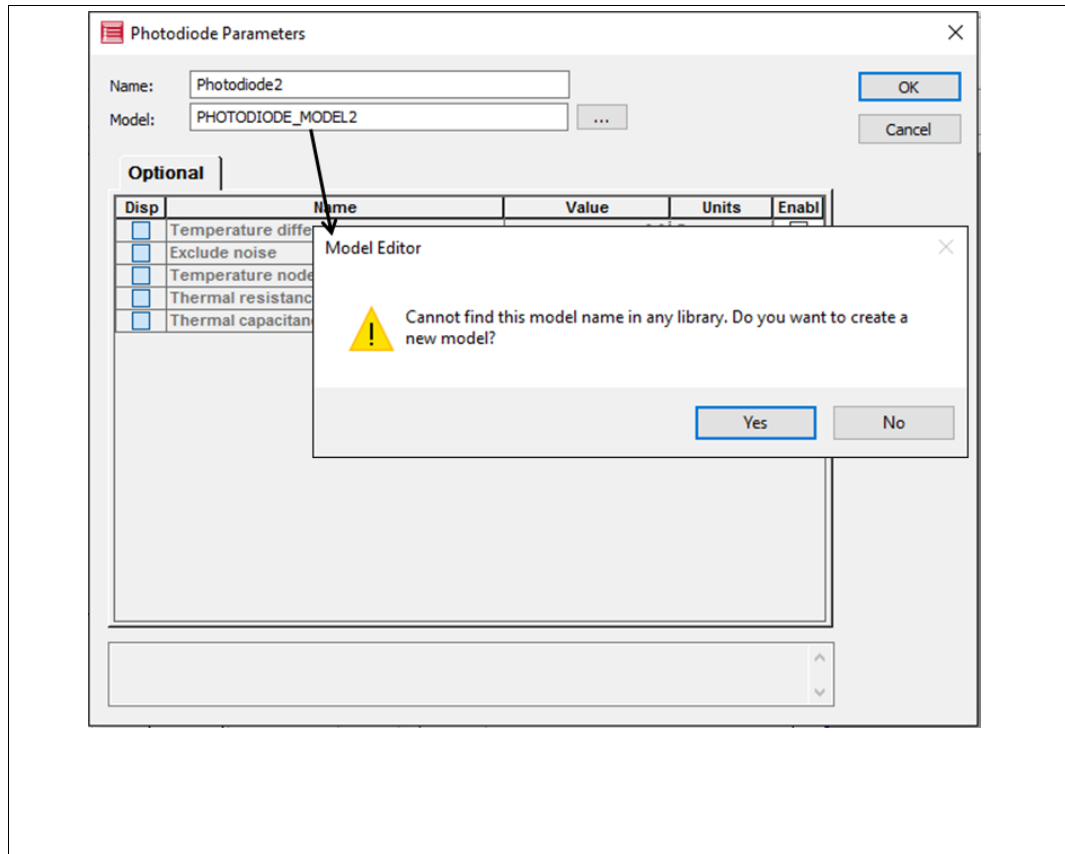 Photodiode Parameters
Name: Photodiode2
OK
Model: PHOTODIODE_MODEL2 ...
Cancel
Optional
Disp Name Value Units Enabl
Temperature diffe
Exclude noise
Temperature node
Thermal resistanc
Thermal capacitan
Model Editor
Cannot find this model name in any library. Do you want to create a
new model?
Yes No